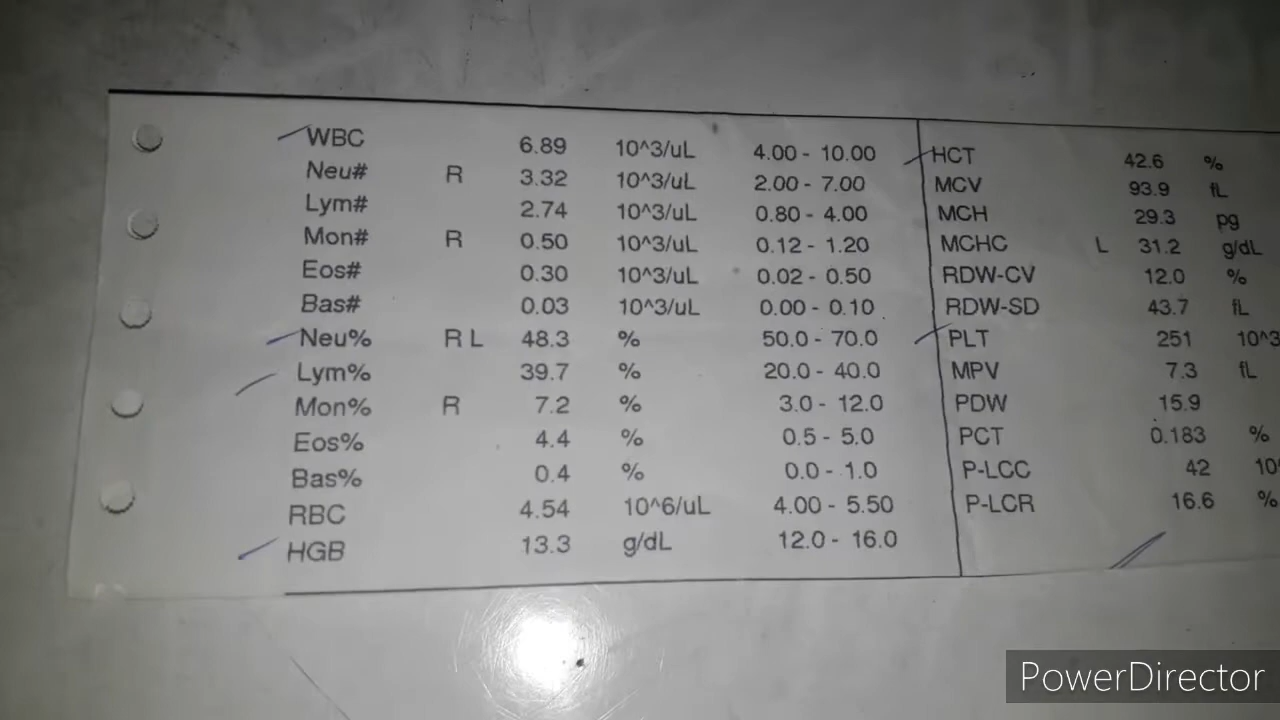 WBC 6.89 10^3/uL 4.00 - 10.00
Neu# R 3.32 10^3/uL 2.00 - 7.00
Lym# 2.74 10^3/uL 0.80 - 4.00
Mon# R 0.50 10^3/uL 0.12 - 1.20
Eos# 0.30 10^3/uL 0.02 - 0.50
Bas# 0.03 10^3/uL 0.00 - 0.10
Neu% R L 48.3 % 50.0 - 70.0
Lym% 39.7 % 20.0 - 40.0
Mon% R 7.2 % 3.0 - 12.0
Eos% 4.4 % 0.5 - 5.0
Bas% 0.4 % 0.0 - 1.0
RBC 4.54 10^6/uL 4.00 - 5.50
HGB 13.3 g/dL 12.0 - 16.0
HCT 42.6 %
MCV 93.9 fL
MCH 29.3 pg
MCHC L 31.2 g/dL
RDW-CV 12.0 %
RDW-SD 43.7 fL
PLT 251 10^3
MPV 7.3 fL
PDW 15.9
PCT 0.183 %
P-LCC 42 10^
P-LCR 16.6 %
PowerDirector